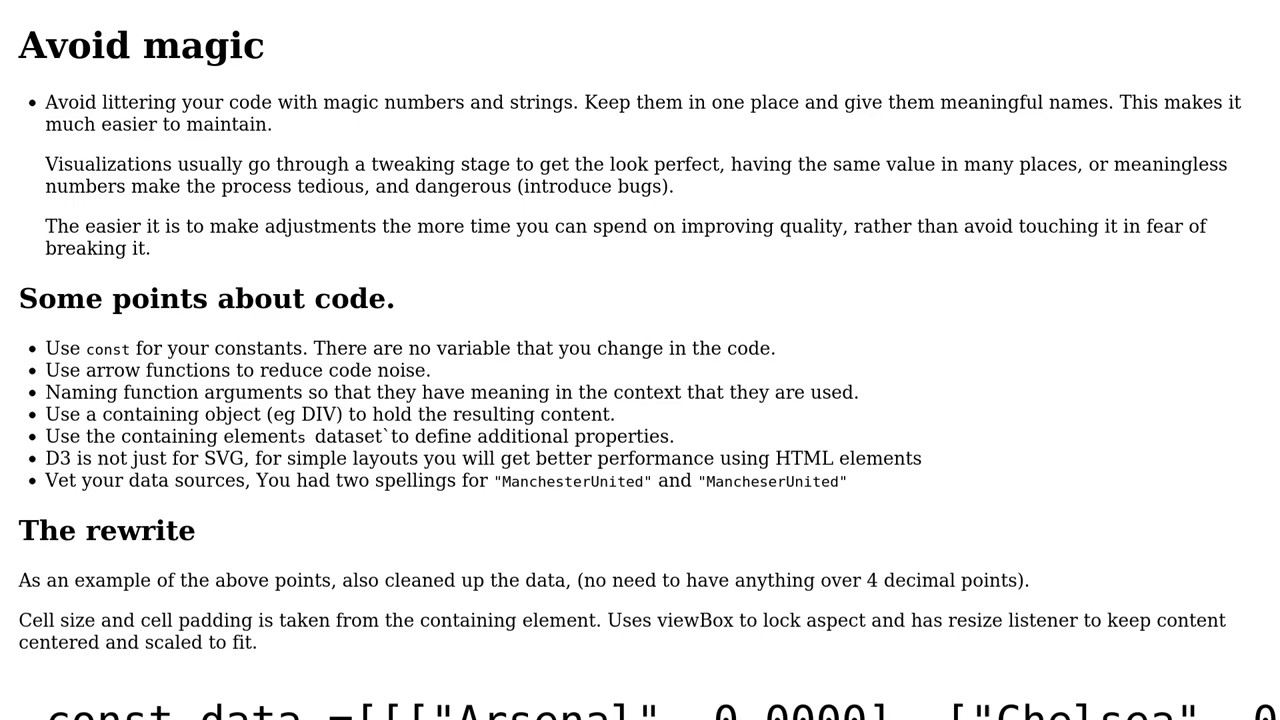 Avoid magic
Avoid littering your code with magic numbers and strings. Keep them in one place and give them meaningful names. This makes it
much easier to maintain.
Visualizations usually go through a tweaking stage to get the look perfect, having the same value in many places, or meaningless
numbers make the process tedious, and dangerous (introduce bugs).
The easier it is to make adjustments the more time you can spend on improving quality, rather than avoid touching it in fear of
breaking it.
Some points about code.
Use const for your constants. There are no variable that you change in the code.
Use arrow functions to reduce code noise.
Naming function arguments so that they have meaning in the context that they are used.
Use a containing object (eg DIV) to hold the resulting content.
Use the containing elements dataset`to define additional properties.
D3 is not just for SVG, for simple layouts you will get better performance using HTML elements
Vet your data sources, You had two spellings for "ManchesterUnited" and "MancheserUnited"
The rewrite
As an example of the above points, also cleaned up the data, (no need to have anything over 4 decimal points).
Cell size and cell padding is taken from the containing element. Uses viewBox to lock aspect and has resize listener to keep content
centered and scaled to fit.
const data =[[["Arsenal", 0.0000], ["Chelsea", 0